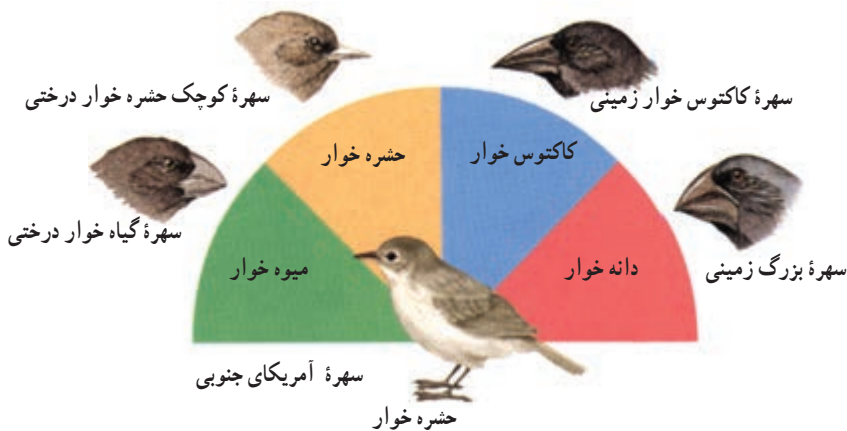 سهرهٔ کاکتوس خوار زمینی
سهرهٔ کوچک حشره خوار درختی
کاکتوس خوار
حشره خوار
سهرهٔ گیاه خوار درختی
سهرهٔ بزرگ زمینی
دانه خوار
میوه خوار
سهرهٔ آمریکای جنوبی
حشره خوار